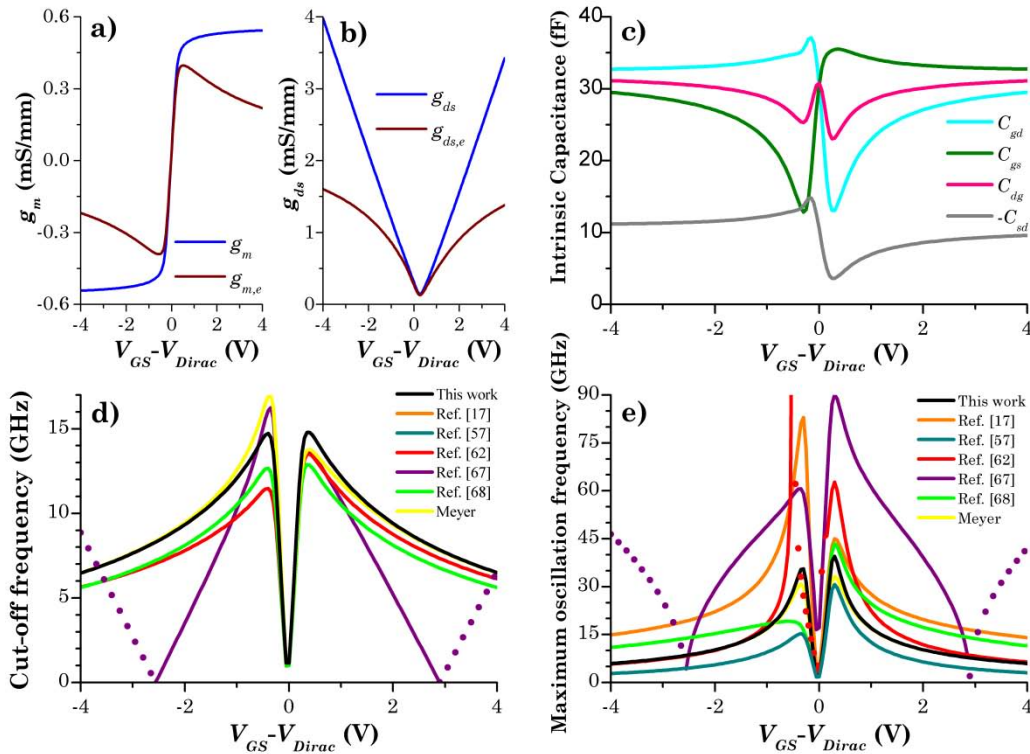 a)
0.6
0.3
0.0
-0.3
-0.6
g_m (mS/mm)
g_m
g_m,e
-4 -2 0 2 4
V_GS-V_Dirac (V)
b)
4
3
2
1
0
g_ds (mS/mm)
g_ds
g_ds,e
-4 -2 0 2 4
V_GS-V_Dirac (V)
c)
40
30
20
10
0
Intrinsic Capacitance (fF)
C_gd
C_gs
C_dg
-C_sd
-4 -2 0 2 4
V_GS-V_Dirac (V)
d)
15
10
5
0
Cut-off frequency (GHz)
This work
Ref. [17]
Ref. [57]
Ref. [62]
Ref. [67]
Ref. [68]
Meyer
-4 -2 0 2 4
V_GS-V_Dirac (V)
e)
90
75
60
45
30
15
0
Maximum oscillation frequency (GHz)
This work
Ref. [17]
Ref. [57]
Ref. [62]
Ref. [67]
Ref. [68]
Meyer
-4 -2 0 2 4
V_GS-V_Dirac (V)